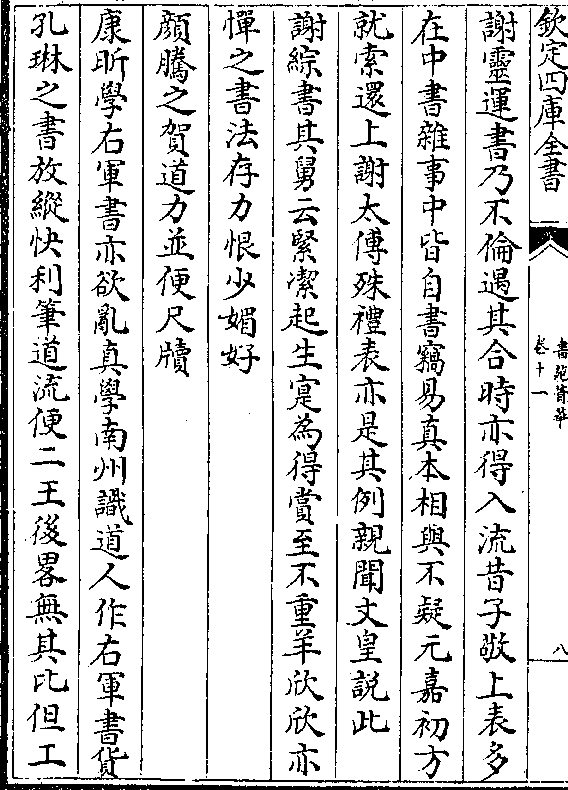 欽定四庫全書
書苑菁華
卷十一
八
謝靈運書乃不倫遇其合時亦得入流昔子敬上表多
在中書雜事中皆自書竊易真本相與不疑元嘉初方
就索還上謝太傅殊禮表亦是其例親聞文皇說此
謝綜書其舅云緊潔起生寔為得賞至不重羊欣欣亦
憚之書法存力恨少媚好
顔騰之賀道力並便尺牘
康昕學右軍書亦欲亂真學南州識道人作右軍書貨
孔琳之書放縱快利筆道流便二王後畧無其比但工